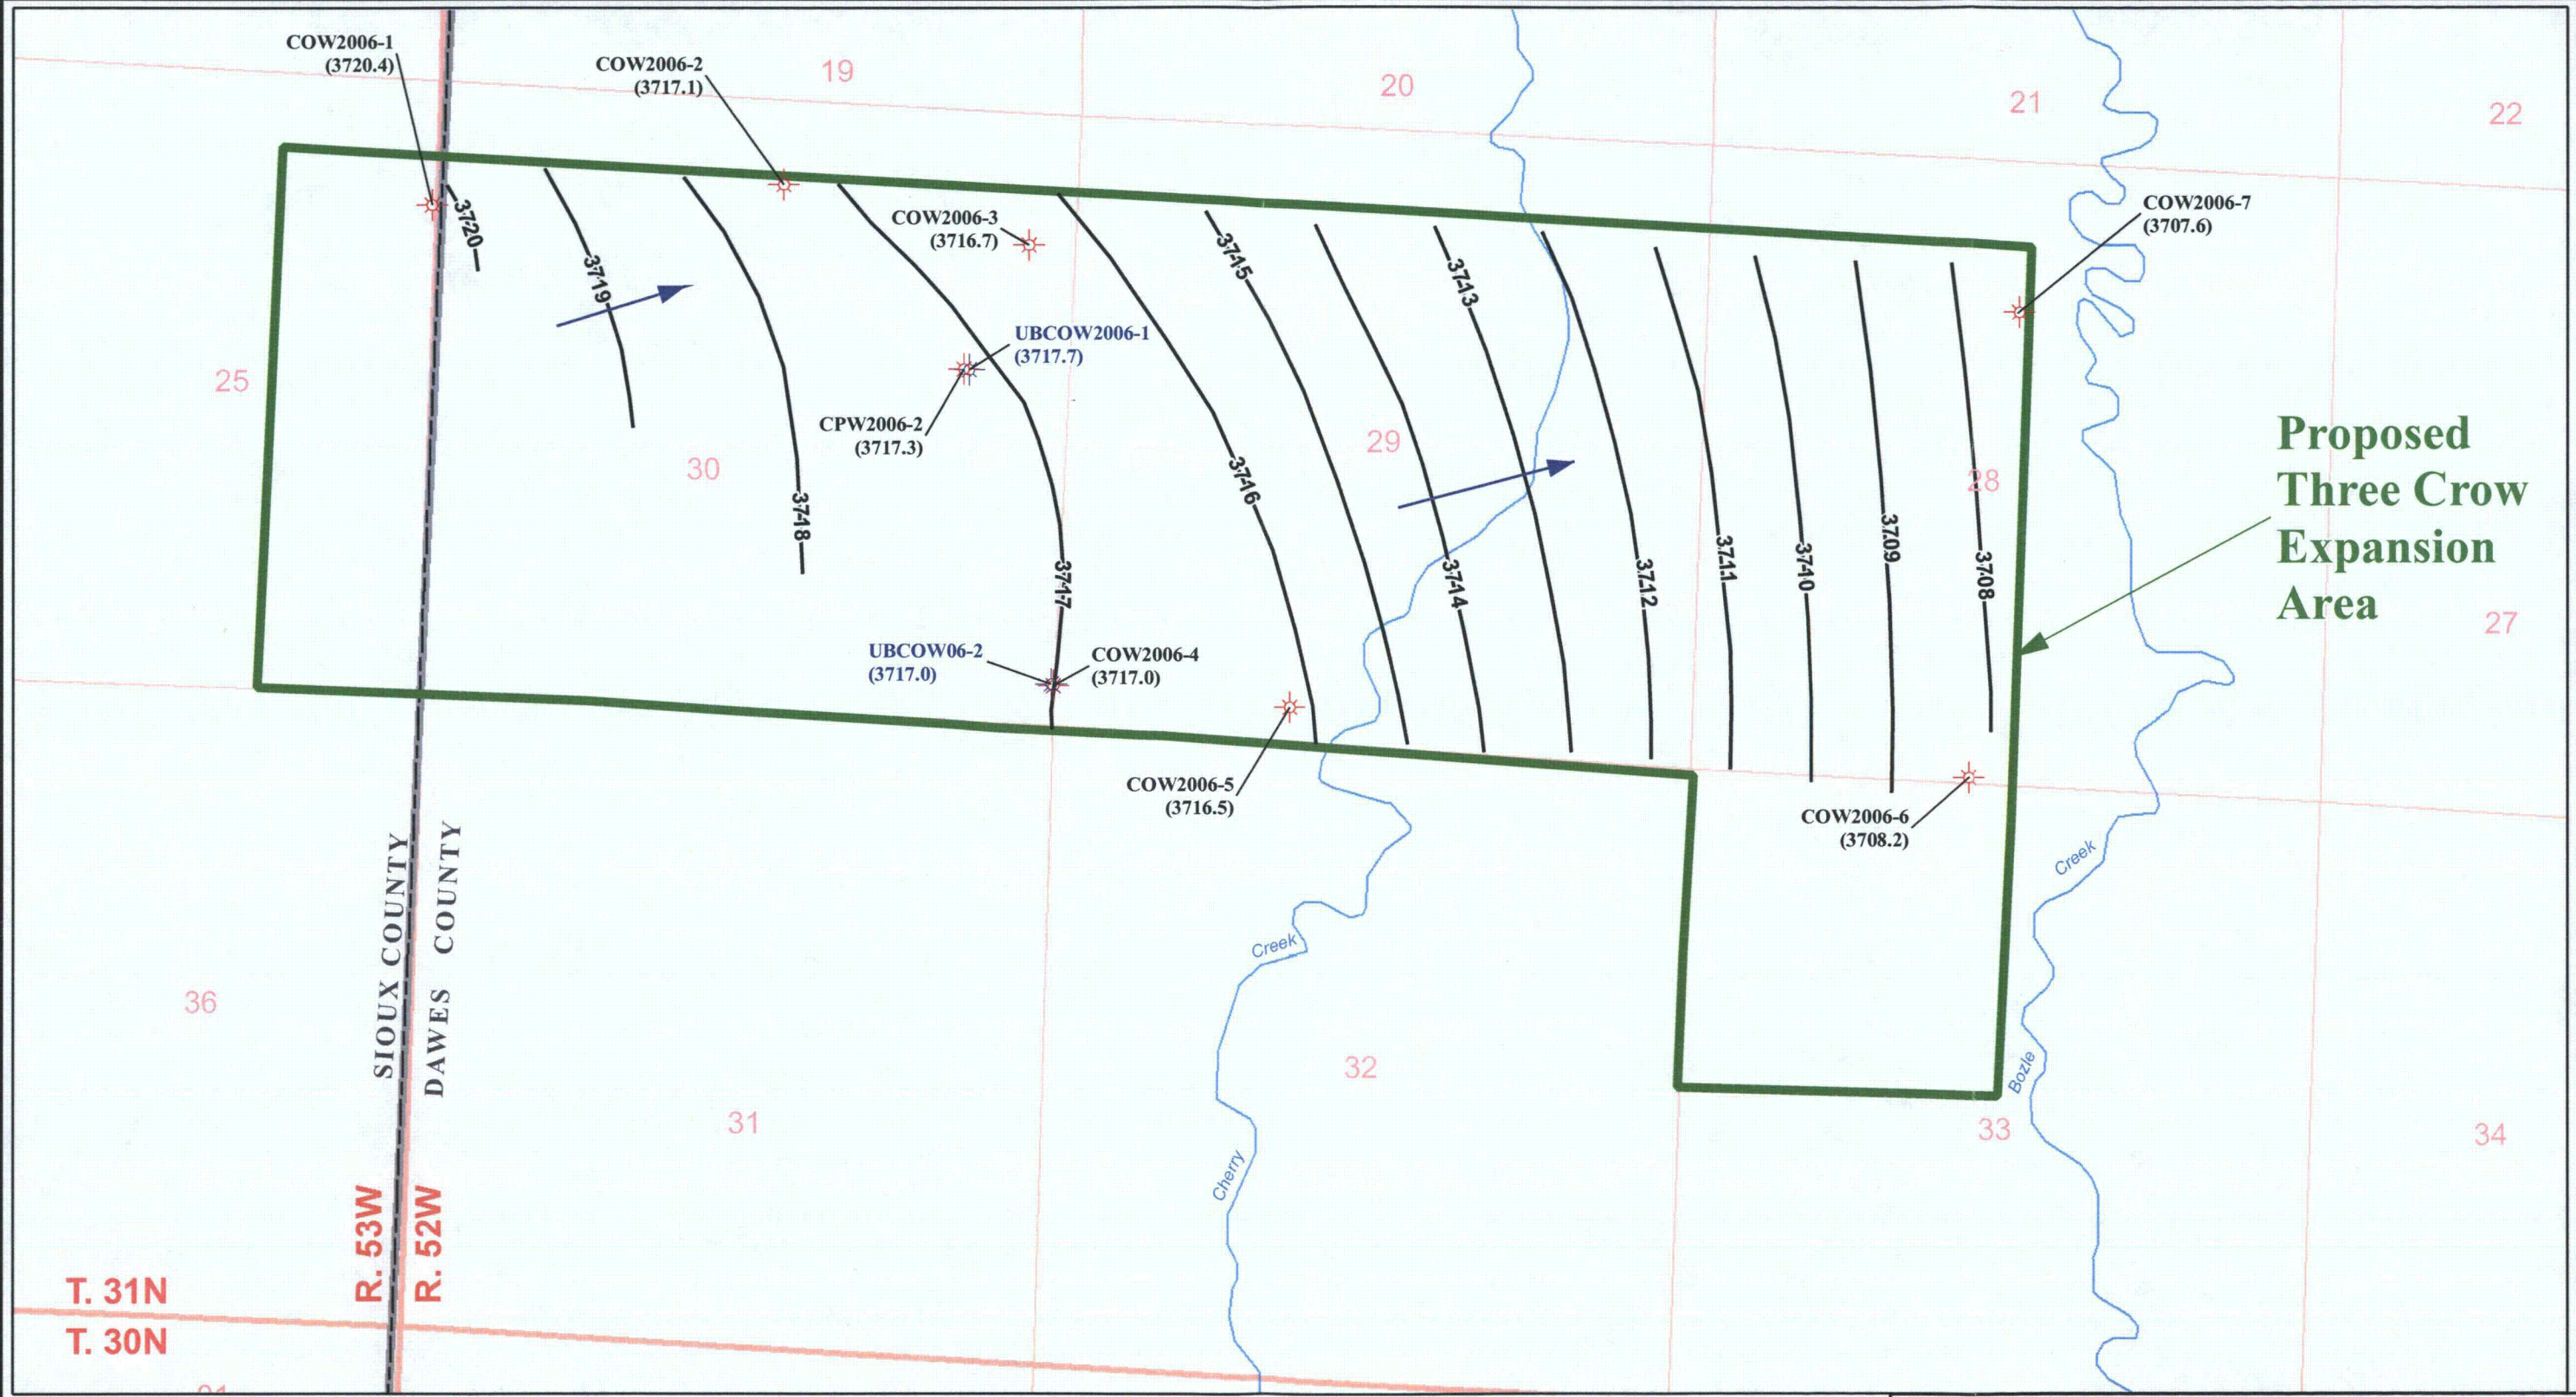 COW2006-1
(3720.4)
COW2006-2
(3717.1)
19
20
21
22
COW2006-3
(3716.7)
COW2006-7
(3707.6)
3720
3719
3715
3713
UBCOW2006-1
(3717.7)
25
CPW2006-2
(3717.3)
30
29
28
3718
3716
3717
3714
3712
3711
3710
3709
3708
Proposed
Three Crow
Expansion
Area
27
UBCOW06-2
(3717.0)
COW2006-4
(3717.0)
COW2006-5
(3716.5)
COW2006-6
(3708.2)
SIOUX COUNTY
DAWES COUNTY
Creek
Creek
36
32
31
Bozle
33
34
Cherry
R. 53W
R. 52W
T. 31N
T. 30N